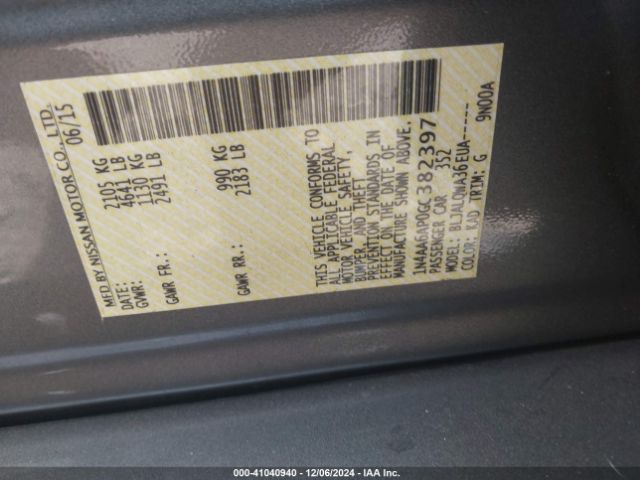 MFD BY NISSAN MOTOR CO., LTD.
DATE: 06/15
GVWR: 2105 KG
4641 LB
GAWR FR.: 1130 KG
2491 LB
GAWR RR.: 990 KG
2183 LB
THIS VEHICLE CONFORMS TO
ALL APPLICABLE FEDERAL
MOTOR VEHICLE SAFETY,
BUMPER, AND THEFT
PREVENTION STANDARDS IN
EFFECT ON THE DATE OF
MANUFACTURE SHOWN ABOVE.
1N4AA6AP0GC382397
PASSENGER CAR 352
MODEL: BLJALQWA36EUA-----
COLOR: KAD TRIM: G 9N00A
000-41040940 - 12/06/2024 - IAA Inc.